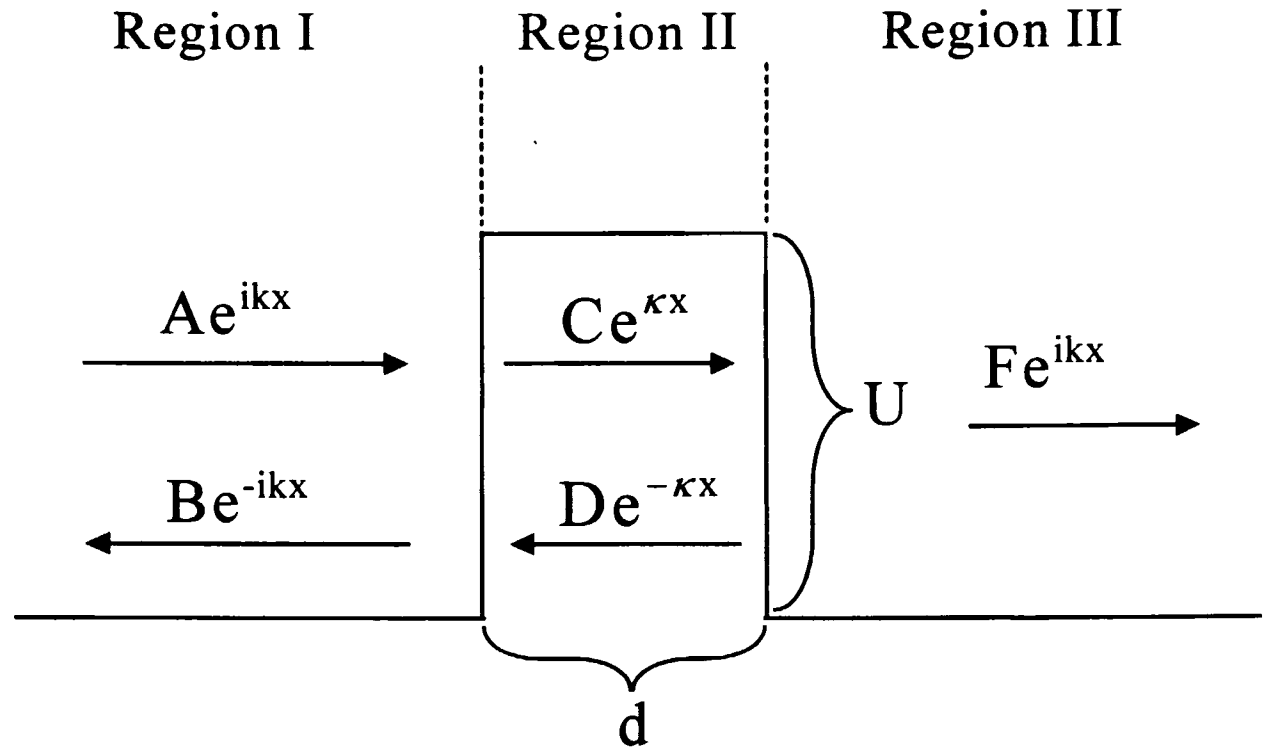 Region I Region II Region III
Ae^{ikx} Ce^{κx}
Fe^{ikx}
U
Be^{-ikx} De^{-κx}
d